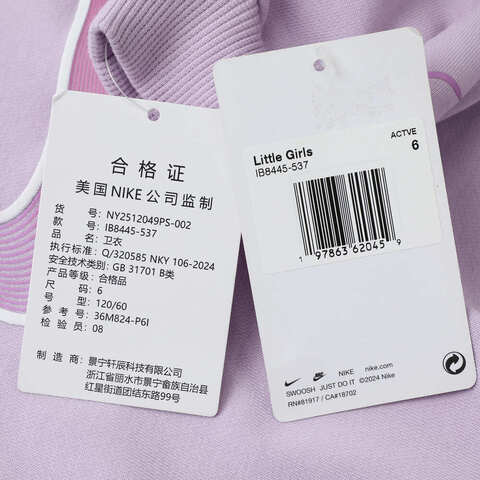 合格证
美国NIKE公司监制
货 号: NY2512049PS-002
款 号: IB8445-537
品 名: 卫衣
执行标准: Q/320585 NKY 106-2024
安全技术类别: GB 31701 B类
产品等级: 合格品
尺 码: 6
号 型: 120/60
参 考 号: 36M824-P6I
检 验 员: 08
制 造 商: 景宁轩辰科技有限公司
浙江省丽水市景宁畲族自治县
红星街道团结东路99号
ACTVE
6
Little Girls
IB8445-537
1 97863 62045 9
NIKE nike.com
SWOOSH JUST DO IT ©2024 Nike
RN#81917 / CA#18702